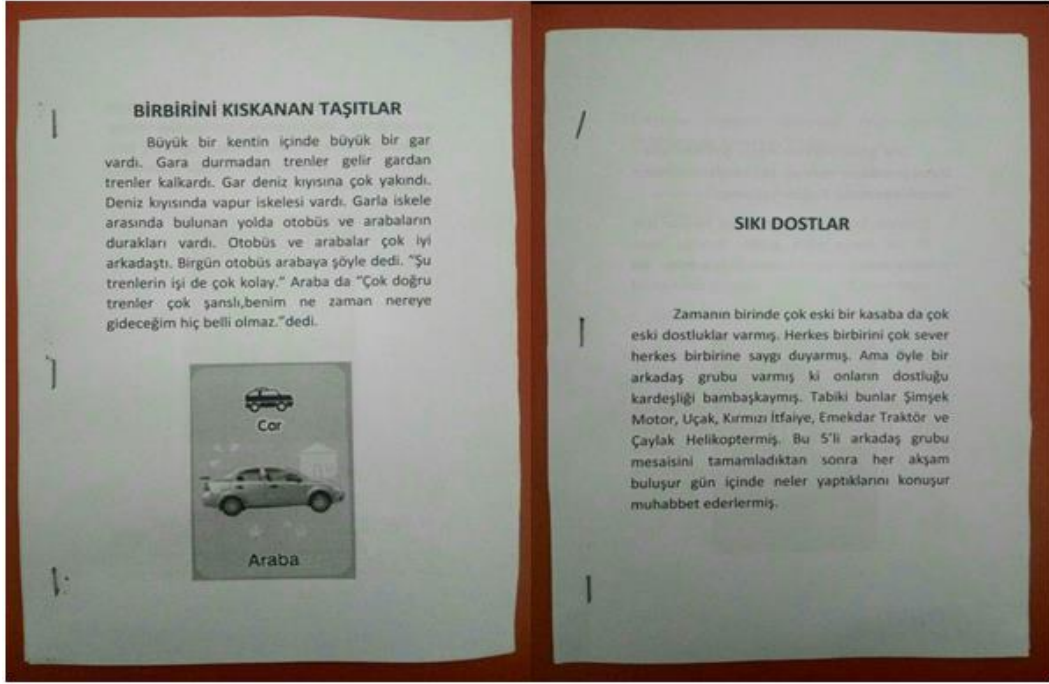 BİRBİRİNİ KISKANAN TAŞITLAR
Büyük bir kentin içinde büyük bir gar
vardı. Gara durmadan trenler gelir gardan
trenler kalkardı. Gar deniz kıyısına çok yakındı.
Deniz kıyısında vapur iskelesi vardı. Garla iskele
arasında bulunan yolda otobüs ve arabaların
durakları vardı. Otobüs ve arabalar çok iyi
arkadaştı. Birgün otobüs arabaya şöyle dedi. "Şu
trenlerin işi de çok kolay." Araba da "Çok doğru
trenler çok şanslı,benim ne zaman nereye
gideceğim hiç belli olmaz."dedi.
Car
Araba
SIKI DOSTLAR
Zamanın birinde çok eski bir kasaba da çok
eski dostluklar varmış. Herkes birbirini çok sever
herkes birbirine saygı duyarmış. Ama öyle bir
arkadaş grubu varmış ki onların dostluğu
kardeşliği bambaşkaymış. Tabiki bunlar Şimşek
Motor, Uçak, Kırmızı İtfaiye, Emekdar Traktör ve
Çaylak Helikoptermiş. Bu 5'li arkadaş grubu
mesaisini tamamladıktan sonra her akşam
buluşur gün içinde neler yaptıklarını konuşur
muhabbet ederlermiş.